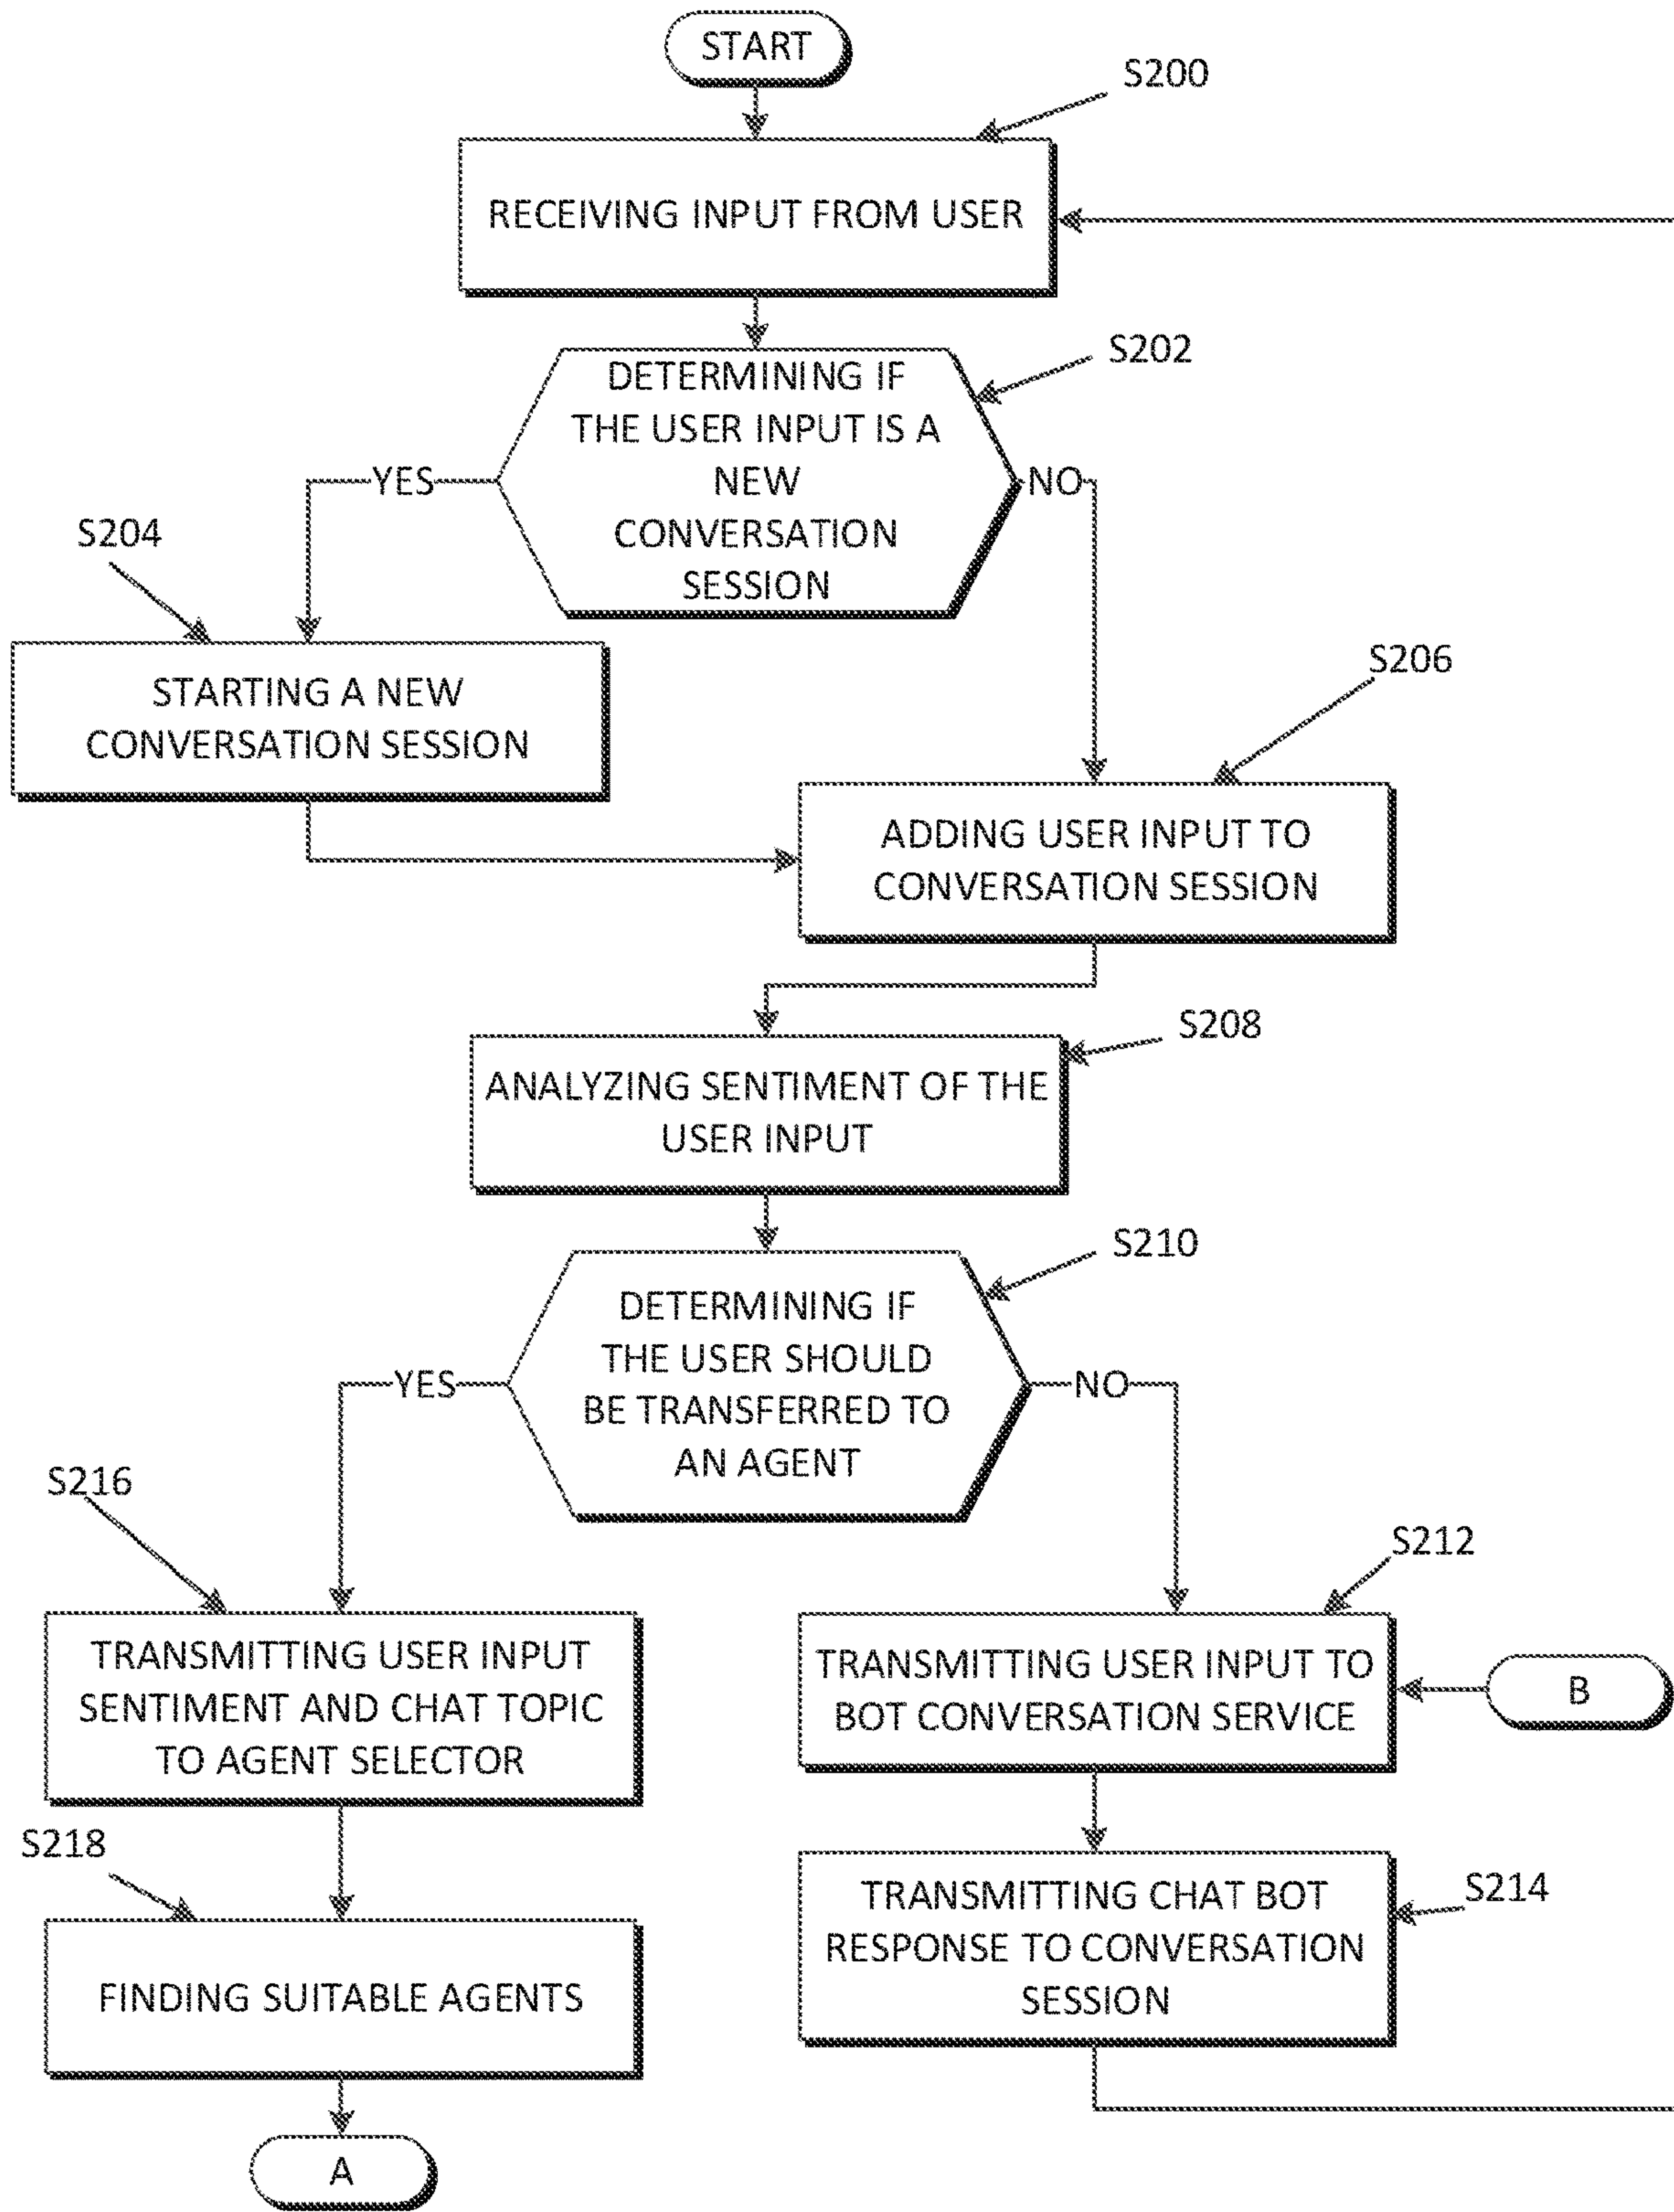 START
S200
RECEIVING INPUT FROM USER
S202
DETERMINING IF
THE USER INPUT IS A
NEW
CONVERSATION
SESSION
YES
NO
S204
STARTING A NEW
CONVERSATION SESSION
S206
ADDING USER INPUT TO
CONVERSATION SESSION
S208
ANALYZING SENTIMENT OF THE
USER INPUT
S210
DETERMINING IF
THE USER SHOULD
BE TRANSFERRED TO
AN AGENT
YES
NO
S216
TRANSMITTING USER INPUT
SENTIMENT AND CHAT TOPIC
TO AGENT SELECTOR
S212
TRANSMITTING USER INPUT TO
BOT CONVERSATION SERVICE
B
S218
FINDING SUITABLE AGENTS
S214
TRANSMITTING CHAT BOT
RESPONSE TO CONVERSATION
SESSION
A